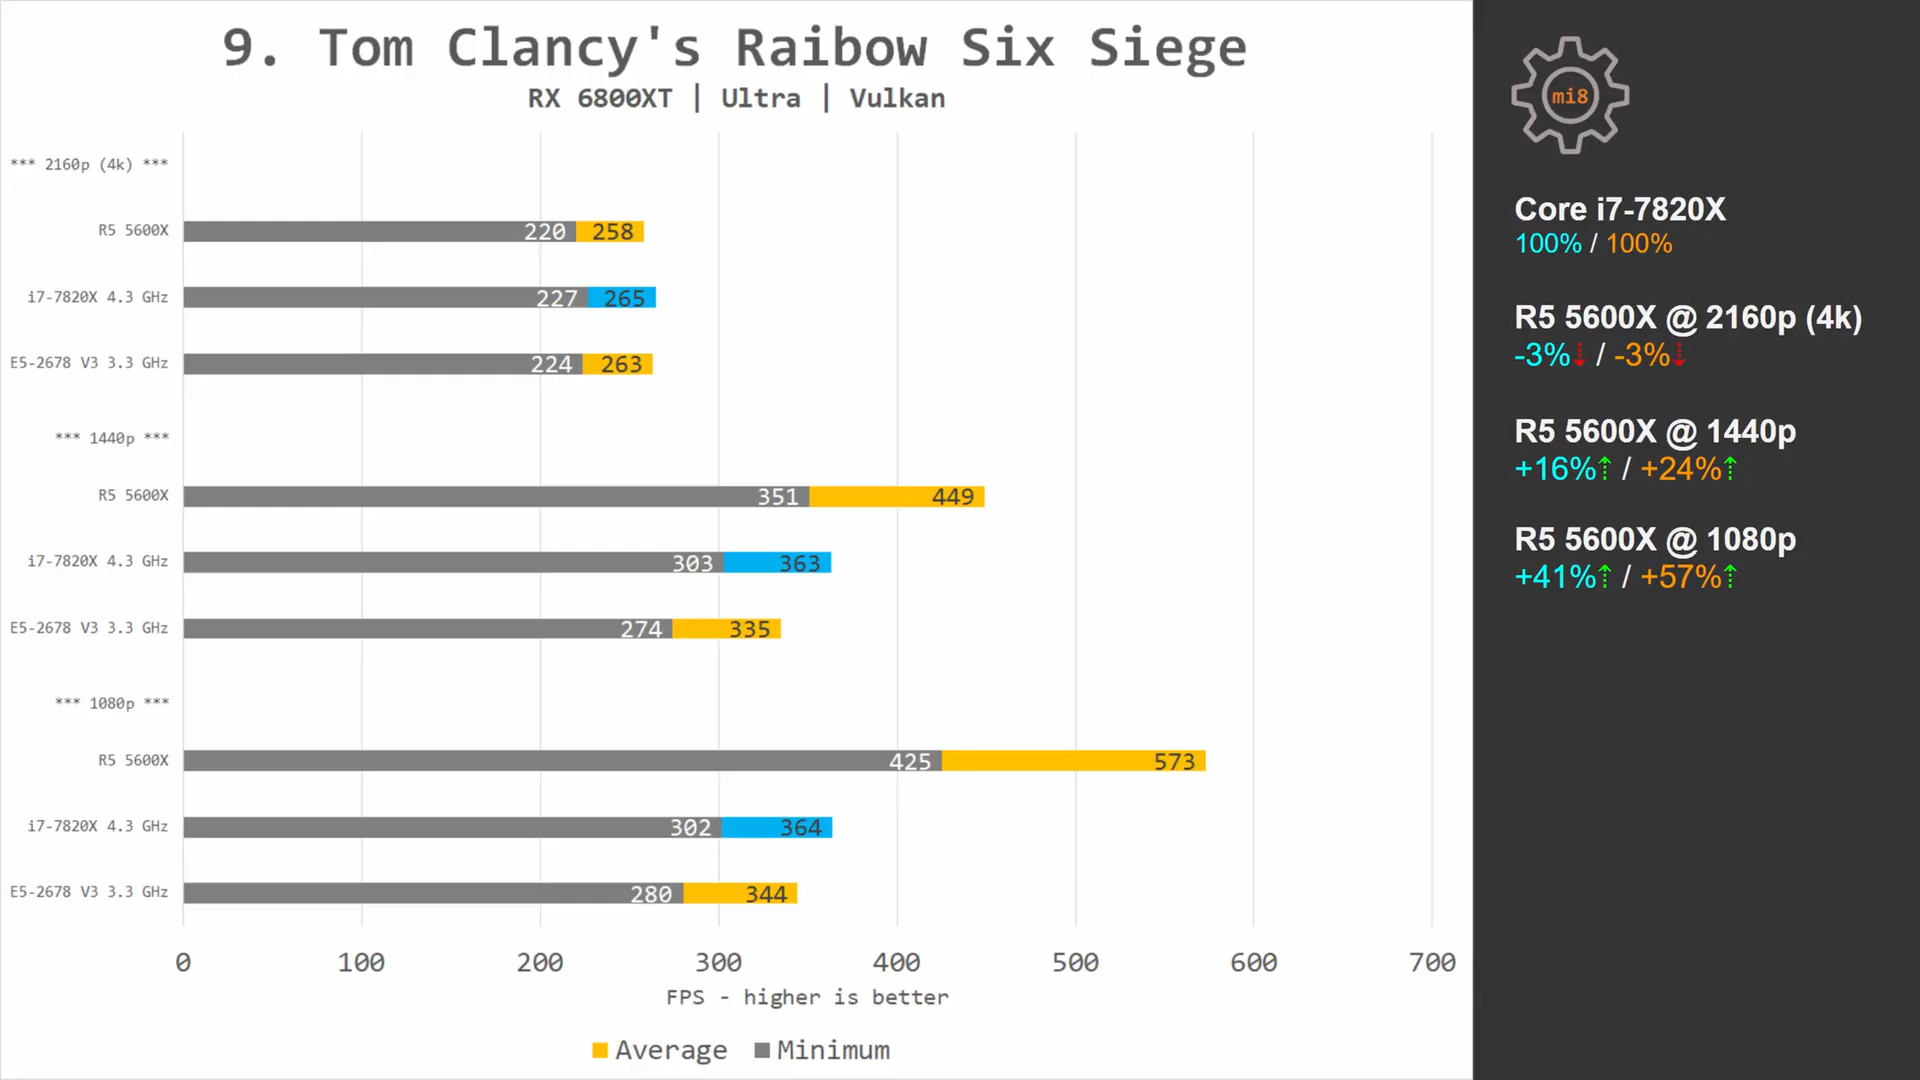 9. Tom Clancy's Raibow Six Siege
RX 6800XT | Ultra | Vulkan
*** 2160p (4k) ***
R5 5600X 220 258
i7-7820X 4.3 GHz 227 265
E5-2678 V3 3.3 GHz 224 263
*** 1440p ***
R5 5600X 351 449
i7-7820X 4.3 GHz 303 363
E5-2678 V3 3.3 GHz 274 335
*** 1080p ***
R5 5600X 425 573
i7-7820X 4.3 GHz 302 364
E5-2678 V3 3.3 GHz 280 344
0 100 200 300 400 500 600 700
FPS - higher is better
Average Minimum
mi8
Core i7-7820X
100% / 100%
R5 5600X @ 2160p (4k)
-3%⇣ / -3%⇣
R5 5600X @ 1440p
+16%⇡ / +24%⇡
R5 5600X @ 1080p
+41%⇡ / +57%⇡